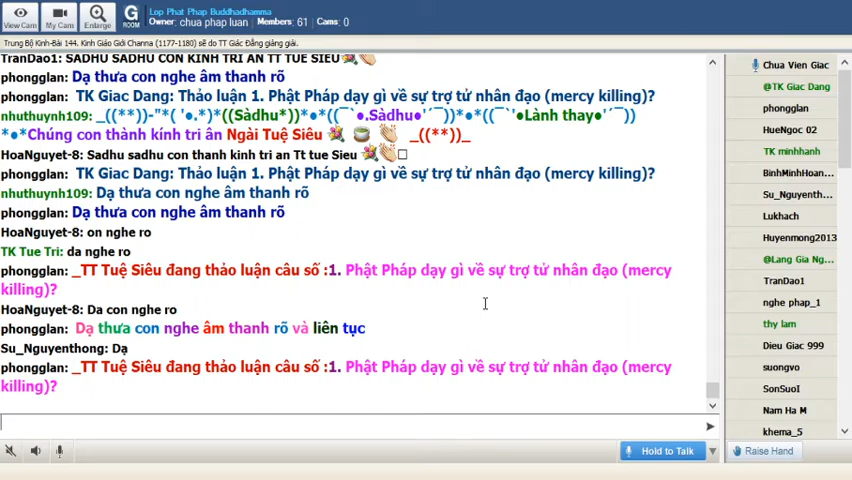 Lop Phat Phap Buddhadhamma
Owner: chua phap luan Members: 61 Cams: 0
View Cam
My Cam
Enlarge
G
ROOM
Trung Bộ Kinh-Bài 144. Kinh Giáo Giới Channa (1177-1180) sẽ do TT Giác Đẳng giảng giải.
TranDao1: SADHU SADHU CON KINH TRI AN TT TUE SIEU
phongglan: Dạ thưa con nghe âm thanh rõ
phongglan: TK Giac Dang: Thảo luận 1. Phật Pháp dạy gì về sự trợ tử nhân đạo (mercy killing)?
nhuthuynh109: _((**))-"*( '•.*)*((Sàdhu*))*•*((¯`•.Sàdhu•'´¯))*•*((¯`'•Lành thay•'´¯))
*•*Chúng con thành kính tri ân Ngài Tuệ Siêu _((**))_
HoaNguyet-8: Sadhu sadhu con thanh kinh tri an Tt tue Sieu
phongglan: TK Giac Dang: Thảo luận 1. Phật Pháp dạy gì về sự trợ tử nhân đạo (mercy killing)?
nhuthuynh109: Dạ thưa con nghe âm thanh rõ
phongglan: Dạ thưa con nghe âm thanh rõ
HoaNguyet-8: on nghe ro
TK Tue Tri: da nghe ro
phongglan: _TT Tuệ Siêu đang thảo luận câu số :1. Phật Pháp dạy gì về sự trợ tử nhân đạo (mercy
killing)?
HoaNguyet-8: Da con nghe ro
phongglan: Dạ thưa con nghe âm thanh rõ và liên tục
Su_Nguyenthong: Dạ
phongglan: _TT Tuệ Siêu đang thảo luận câu số :1. Phật Pháp dạy gì về sự trợ tử nhân đạo (mercy
killing)?
Hold to Talk
Chua Vien Giac
@TK Giac Dang
phongglan
HueNgoc 02
TK minhhanh
BinhMinhHoan...
Su_Nguyenth...
Lukhach
Huyenmong2013
@Lang Gia Ng...
TranDao1
nghe phap_1
thy lam
Dieu Giac 999
suongvo
SonSuoI
Nam Ha M
khema_5
Raise Hand